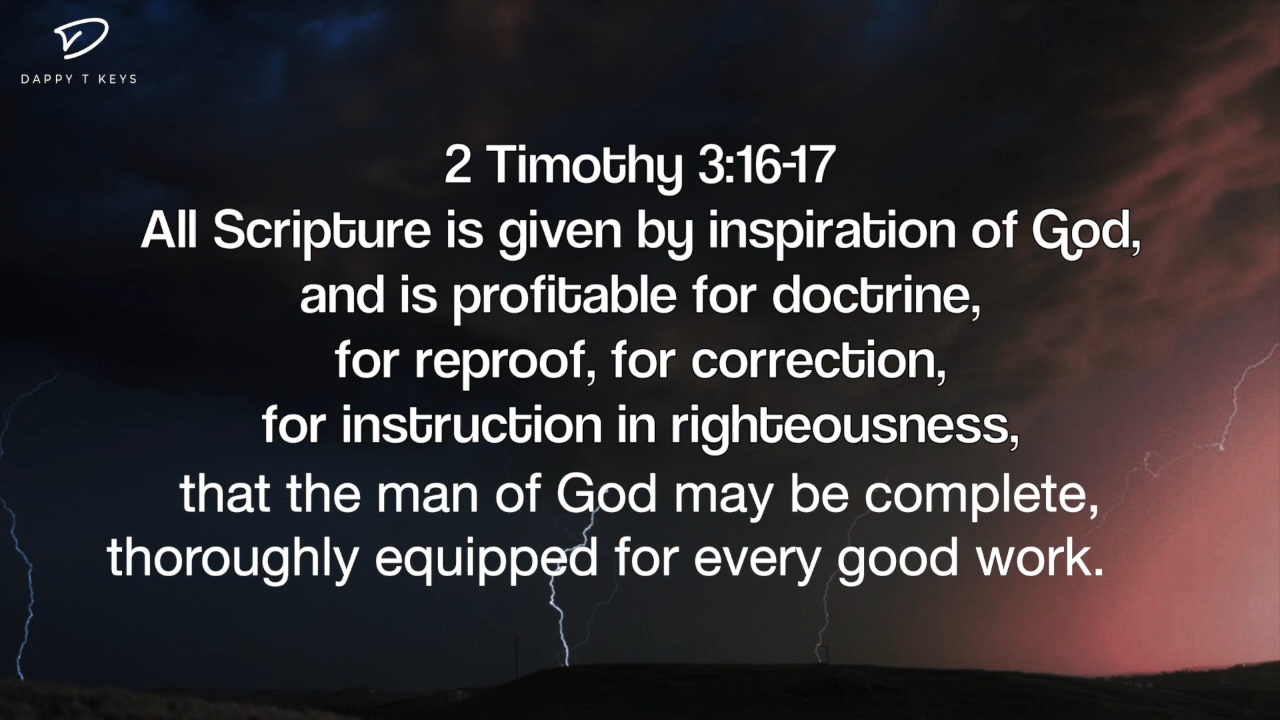 DAPPY T KEYS
2 Timothy 3:16-17
All Scripture is given by inspiration of God,
and is profitable for doctrine,
for reproof, for correction,
for instruction in righteousness,
that the man of God may be complete,
thoroughly equipped for every good work.